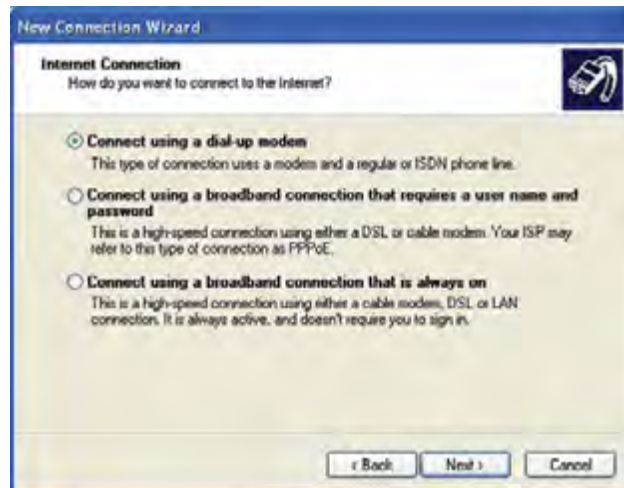 New Connection Wizard
Internet Connection
How do you want to connect to the Internet?
Connect using a dial-up modem
This type of connection uses a modem and a regular or ISDN phone line.
Connect using a broadband connection that requires a user name and
password
This is a high-speed connection using either a DSL or cable modem. Your ISP may
refer to this type of connection as PPPoE.
Connect using a broadband connection that is always on
This is a high-speed connection using either a cable modem, DSL or LAN
connection. It is always active, and doesn't require you to sign in.
< Back
Next >
Cancel